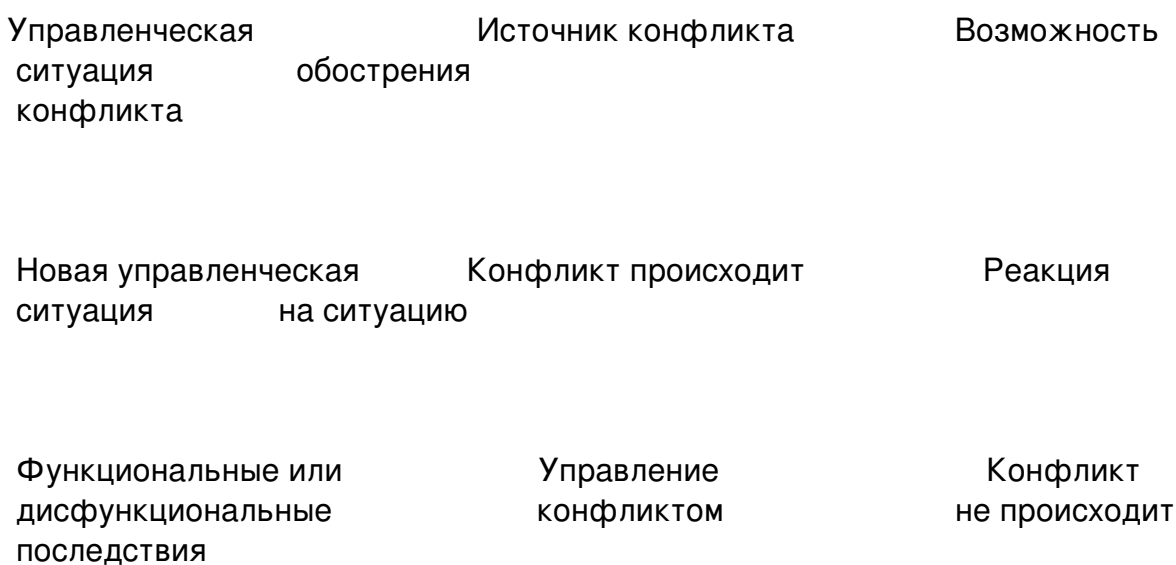 Управленческая Источник конфликта Возможность
ситуация обострения
конфликта
Новая управленческая Конфликт происходит Реакция
ситуация на ситуацию
Функциональные или Управление Конфликт
дисфункциональные конфликтом не происходит
последствия